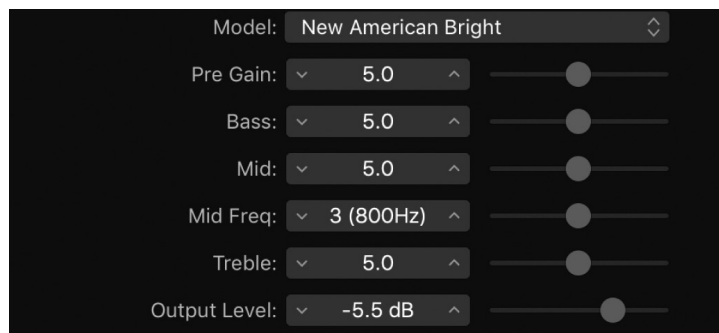 Model: New American Bright
Pre Gain: 5.0
Bass: 5.0
Mid: 5.0
Mid Freq: 3 (800Hz)
Treble: 5.0
Output Level: -5.5 dB